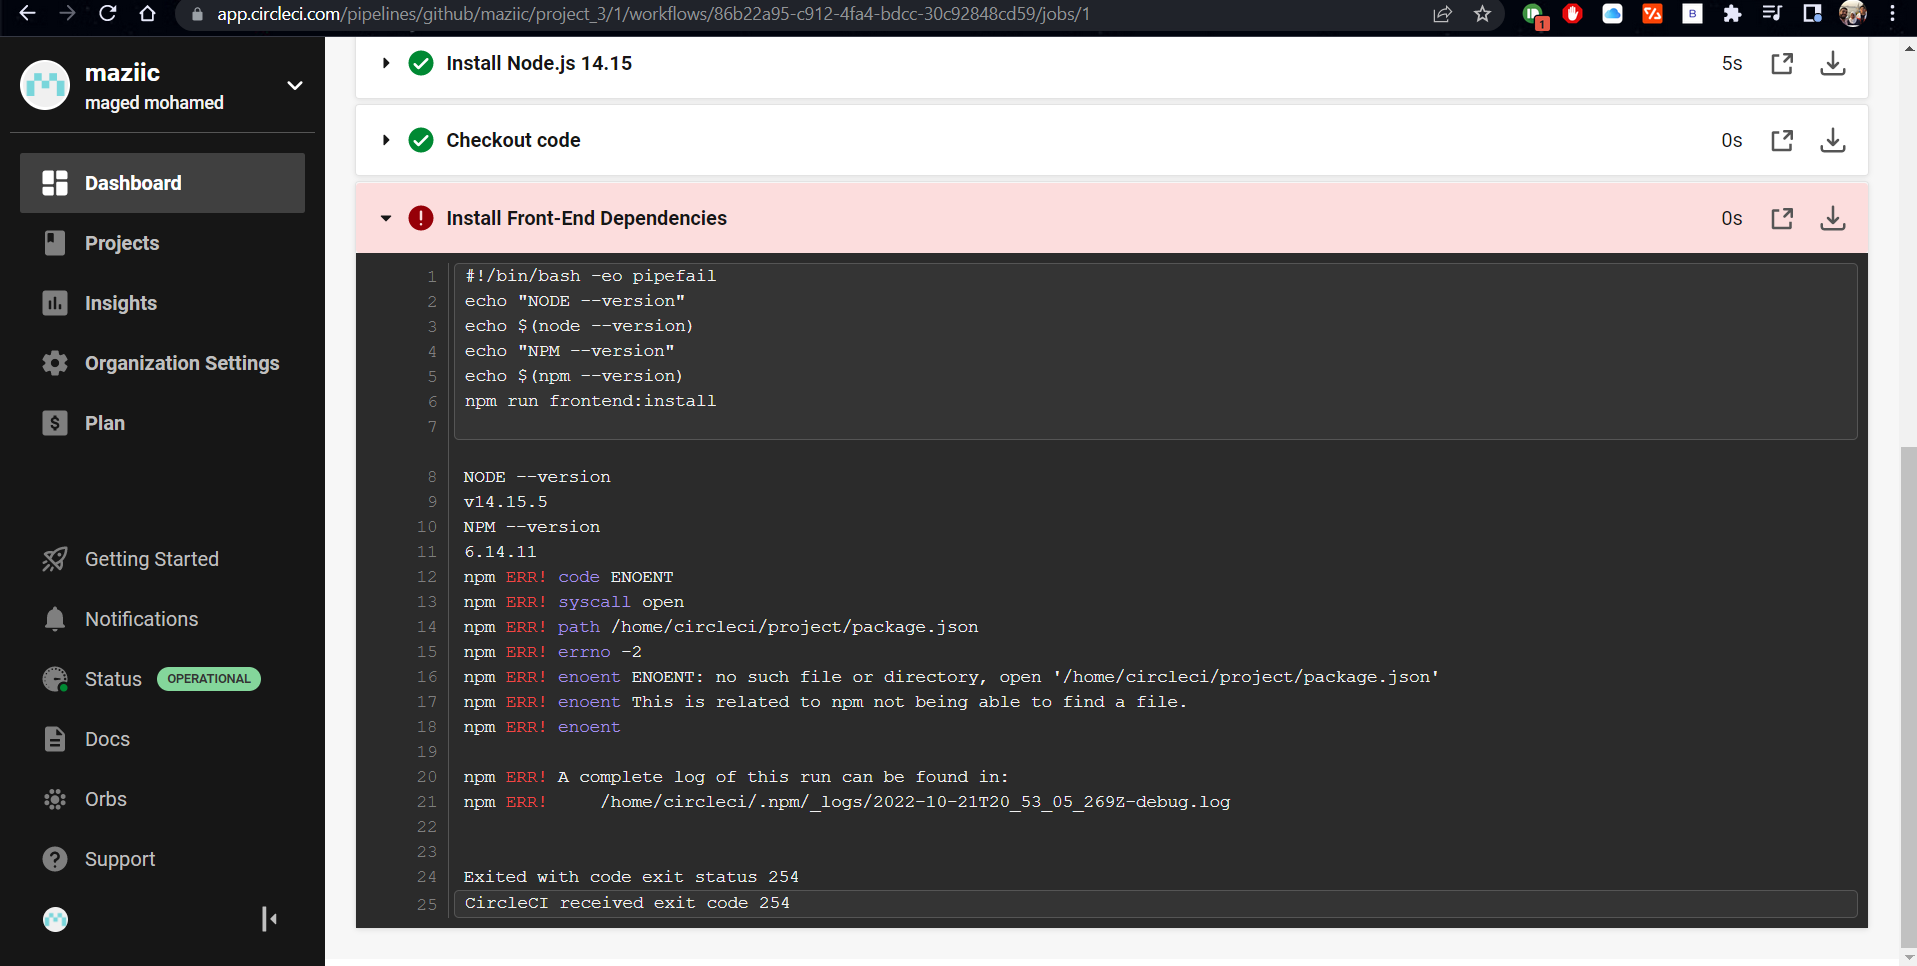 app.circleci.com/pipelines/github/maziic/project_3/1/workflows/86b22a95-c912-4fa4-bdcc-30c92848cd59/jobs/1
1
B
maziic
maged mohamed
Dashboard
Projects
Insights
Organization Settings
$
Plan
Getting Started
Notifications
Status OPERATIONAL
Docs
Orbs
? Support
Install Node.js 14.15 5s
Checkout code 0s
! Install Front-End Dependencies 0s
1 #!/bin/bash -eo pipefail
2 echo "NODE --version"
3 echo $(node --version)
4 echo "NPM --version"
5 echo $(npm --version)
6 npm run frontend:install
7
8 NODE --version
9 v14.15.5
10 NPM --version
11 6.14.11
12 npm ERR! code ENOENT
13 npm ERR! syscall open
14 npm ERR! path /home/circleci/project/package.json
15 npm ERR! errno -2
16 npm ERR! enoent ENOENT: no such file or directory, open '/home/circleci/project/package.json'
17 npm ERR! enoent This is related to npm not being able to find a file.
18 npm ERR! enoent
19
20 npm ERR! A complete log of this run can be found in:
21 npm ERR!     /home/circleci/.npm/_logs/2022-10-21T20_53_05_269Z-debug.log
22
23
24 Exited with code exit status 254
25 CircleCI received exit code 254